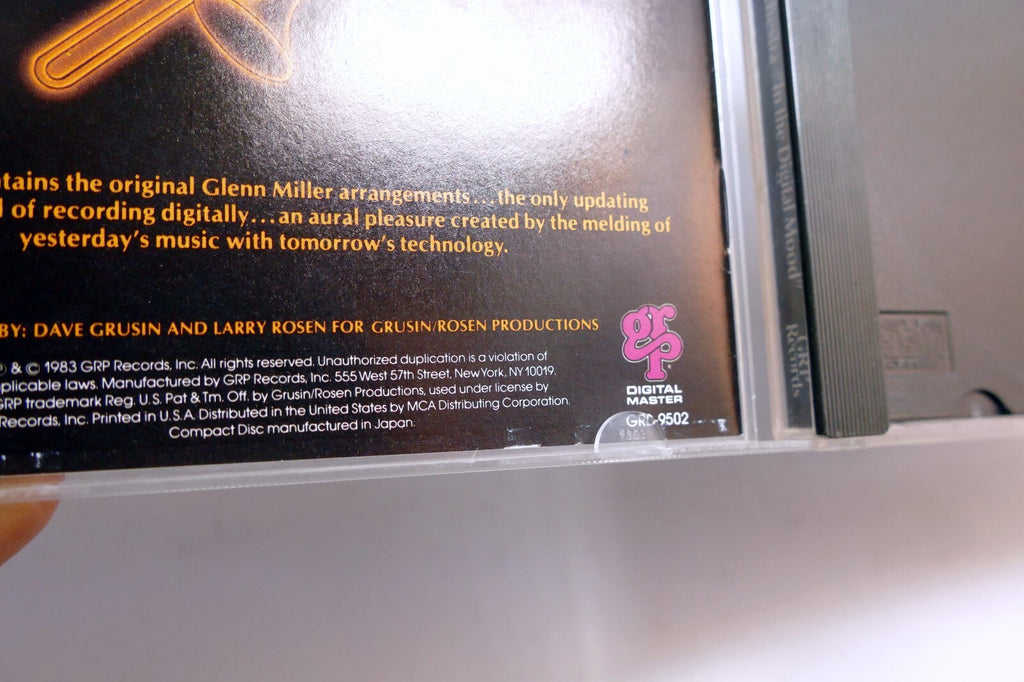 tains the original Glenn Miller arrangements...the only updating
l of recording digitally...an aural pleasure created by the melding of
yesterday's music with tomorrow's technology.
BY: DAVE GRUSIN AND LARRY ROSEN FOR GRUSIN/ROSEN PRODUCTIONS
℗ & © 1983 GRP Records, Inc. All rights reserved. Unauthorized duplication is a violation of
plicable laws. Manufactured by GRP Records, Inc. 555 West 57th Street, New York, NY 10019.
GRP trademark Reg. U.S. Pat & Tm. Off. by Grusin/Rosen Productions, used under license by
Records, Inc. Printed in U.S.A. Distributed in the United States by MCA Distributing Corporation.
Compact Disc manufactured in Japan.
grp
DIGITAL
MASTER
GRD-9502
In the Digital Mood"
GRP
Records